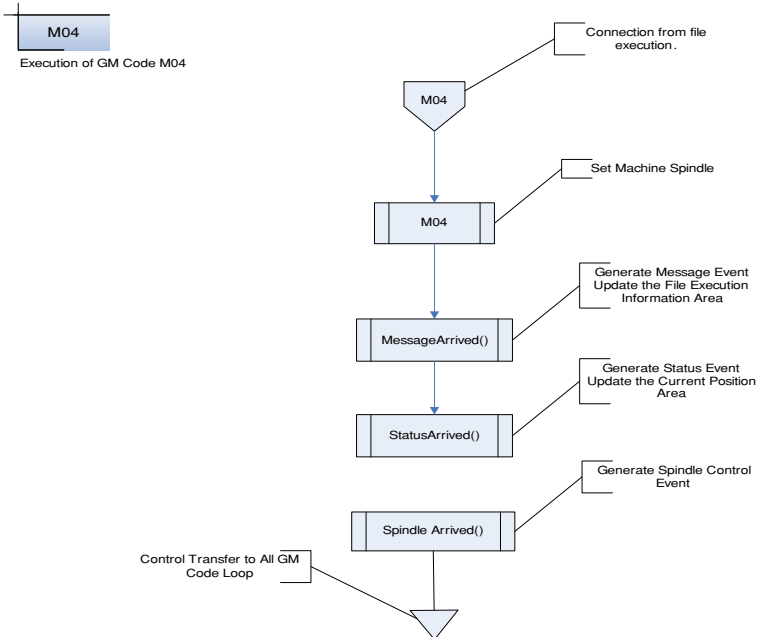 M04
Execution of GM Code M04
Connection from file
execution.
M04
Set Machine Spindle
M04
Generate Message Event
Update the File Execution
Information Area
MessageArrived()
Generate Status Event
Update the Current Position
Area
StatusArrived()
Generate Spindle Control
Event
Spindle Arrived()
Control Transfer to All GM
Code Loop